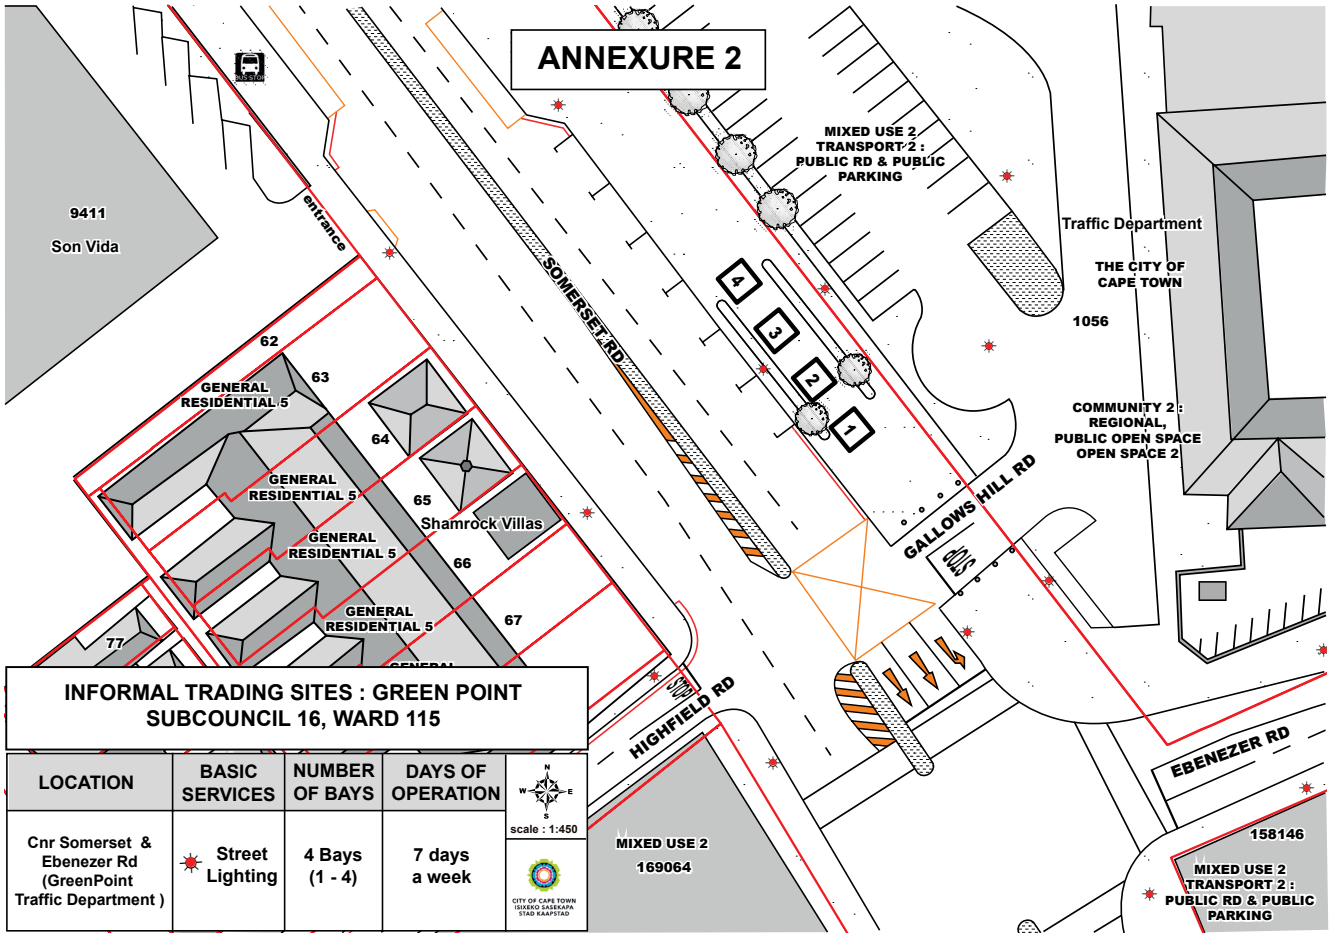 ANNEXURE 2
BUS STOP
MIXED USE 2
TRANSPORT 2 :
PUBLIC RD & PUBLIC
PARKING
9411
Son Vida
entrance
Traffic Department
THE CITY OF
CAPE TOWN
1056
SOMERSET RD
4
3
2
1
62
63
64
65
66
67
77
GENERAL
RESIDENTIAL 5
GENERAL
RESIDENTIAL 5
GENERAL
RESIDENTIAL 5
GENERAL
RESIDENTIAL 5
GENERAL
Shamrock Villas
COMMUNITY 2 :
REGIONAL,
PUBLIC OPEN SPACE
OPEN SPACE 2
GALLOWS HILL RD
STOP
STOP
HIGHFIELD RD
EBENEZER RD
MIXED USE 2
169064
158146
MIXED USE 2
TRANSPORT 2 :
PUBLIC RD & PUBLIC
PARKING
INFORMAL TRADING SITES : GREEN POINT
SUBCOUNCIL 16, WARD 115
LOCATION
BASIC
SERVICES
NUMBER
OF BAYS
DAYS OF
OPERATION
N
W E
S
scale : 1:450
Cnr Somerset &
Ebenezer Rd
(GreenPoint
Traffic Department )
Street
Lighting
4 Bays
(1 - 4)
7 days
a week
CITY OF CAPE TOWN
ISIXEKO SASEKAPA
STAD KAAPSTAD